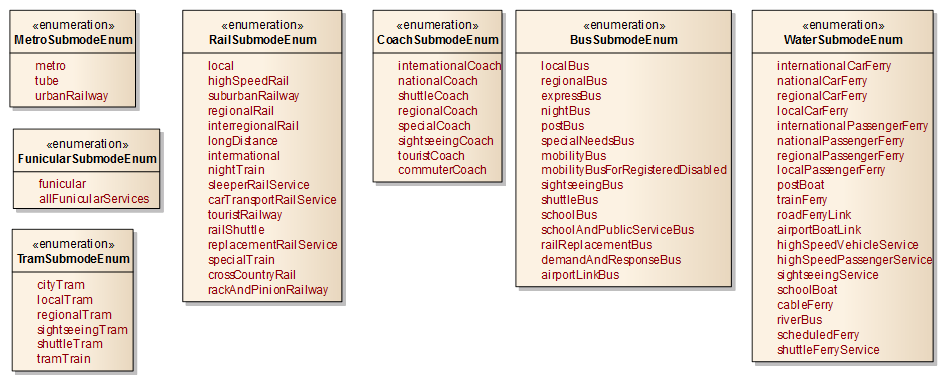 «enumeration»
MetroSubmodeEnum
metro
tube
urbanRailway
«enumeration»
FunicularSubmodeEnum
funicular
allFunicularServices
«enumeration»
TramSubmodeEnum
cityTram
localTram
regionalTram
sightseeingTram
shuttleTram
tramTrain
«enumeration»
RailSubmodeEnum
local
highSpeedRail
suburbanRailway
regionalRail
interregionalRail
longDistance
international
nightTrain
sleeperRailService
carTransportRailService
touristRailway
railShuttle
replacementRailService
specialTrain
crossCountryRail
rackAndPinionRailway
«enumeration»
CoachSubmodeEnum
internationalCoach
nationalCoach
shuttleCoach
regionalCoach
specialCoach
sightseeingCoach
touristCoach
commuterCoach
«enumeration»
BusSubmodeEnum
localBus
regionalBus
expressBus
nightBus
postBus
specialNeedsBus
mobilityBus
mobilityBusForRegisteredDisabled
sightseeingBus
shuttleBus
schoolBus
schoolAndPublicServiceBus
railReplacementBus
demandAndResponseBus
airportLinkBus
«enumeration»
WaterSubmodeEnum
internationalCarFerry
nationalCarFerry
regionalCarFerry
localCarFerry
internationalPassengerFerry
nationalPassengerFerry
regionalPassengerFerry
localPassengerFerry
postBoat
trainFerry
roadFerryLink
airportBoatLink
highSpeedVehicleService
highSpeedPassengerService
sightseeingService
schoolBoat
cableFerry
riverBus
scheduledFerry
shuttleFerryService